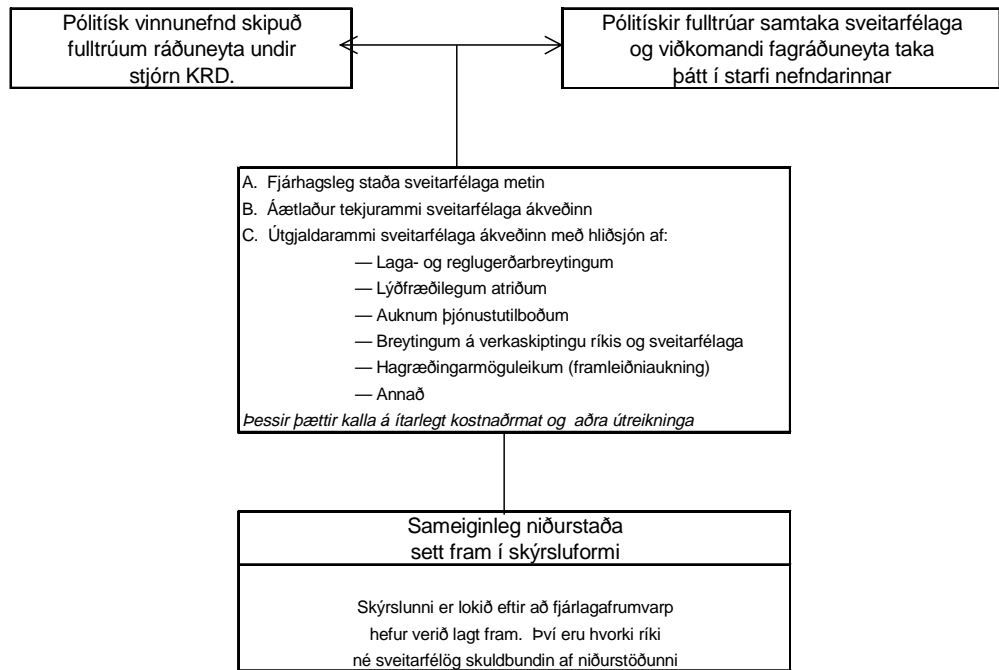 Pólitísk vinnunefnd skipuð
fulltrúum ráðuneyta undir
stjórn KRD.
Pólitískir fulltrúar samtaka sveitarfélaga
og viðkomandi fagráðuneyta taka
þátt í starfi nefndarinnar
A. Fjárhagsleg staða sveitarfélaga metin
B. Áætlaður tekjurammi sveitarfélaga ákveðinn
C. Útgjaldarammi sveitarfélaga ákveðinn með hliðsjón af:
— Laga- og reglugerðarbreytingum
— Lýðfræðilegum atriðum
— Auknum þjónustutilboðum
— Breytingum á verkaskiptingu ríkis og sveitarfélaga
— Hagræðingarmöguleikum (framleiðniaukning)
— Annað
Þessir þættir kalla á ítarlegt kostnaðrmat og aðra útreikninga
Sameiginleg niðurstaða
sett fram í skýrsluformi
Skýrslunni er lokið eftir að fjárlagafrumvarp
hefur verið lagt fram. Því eru hvorki ríki
né sveitarfélög skuldbundin af niðurstöðunni